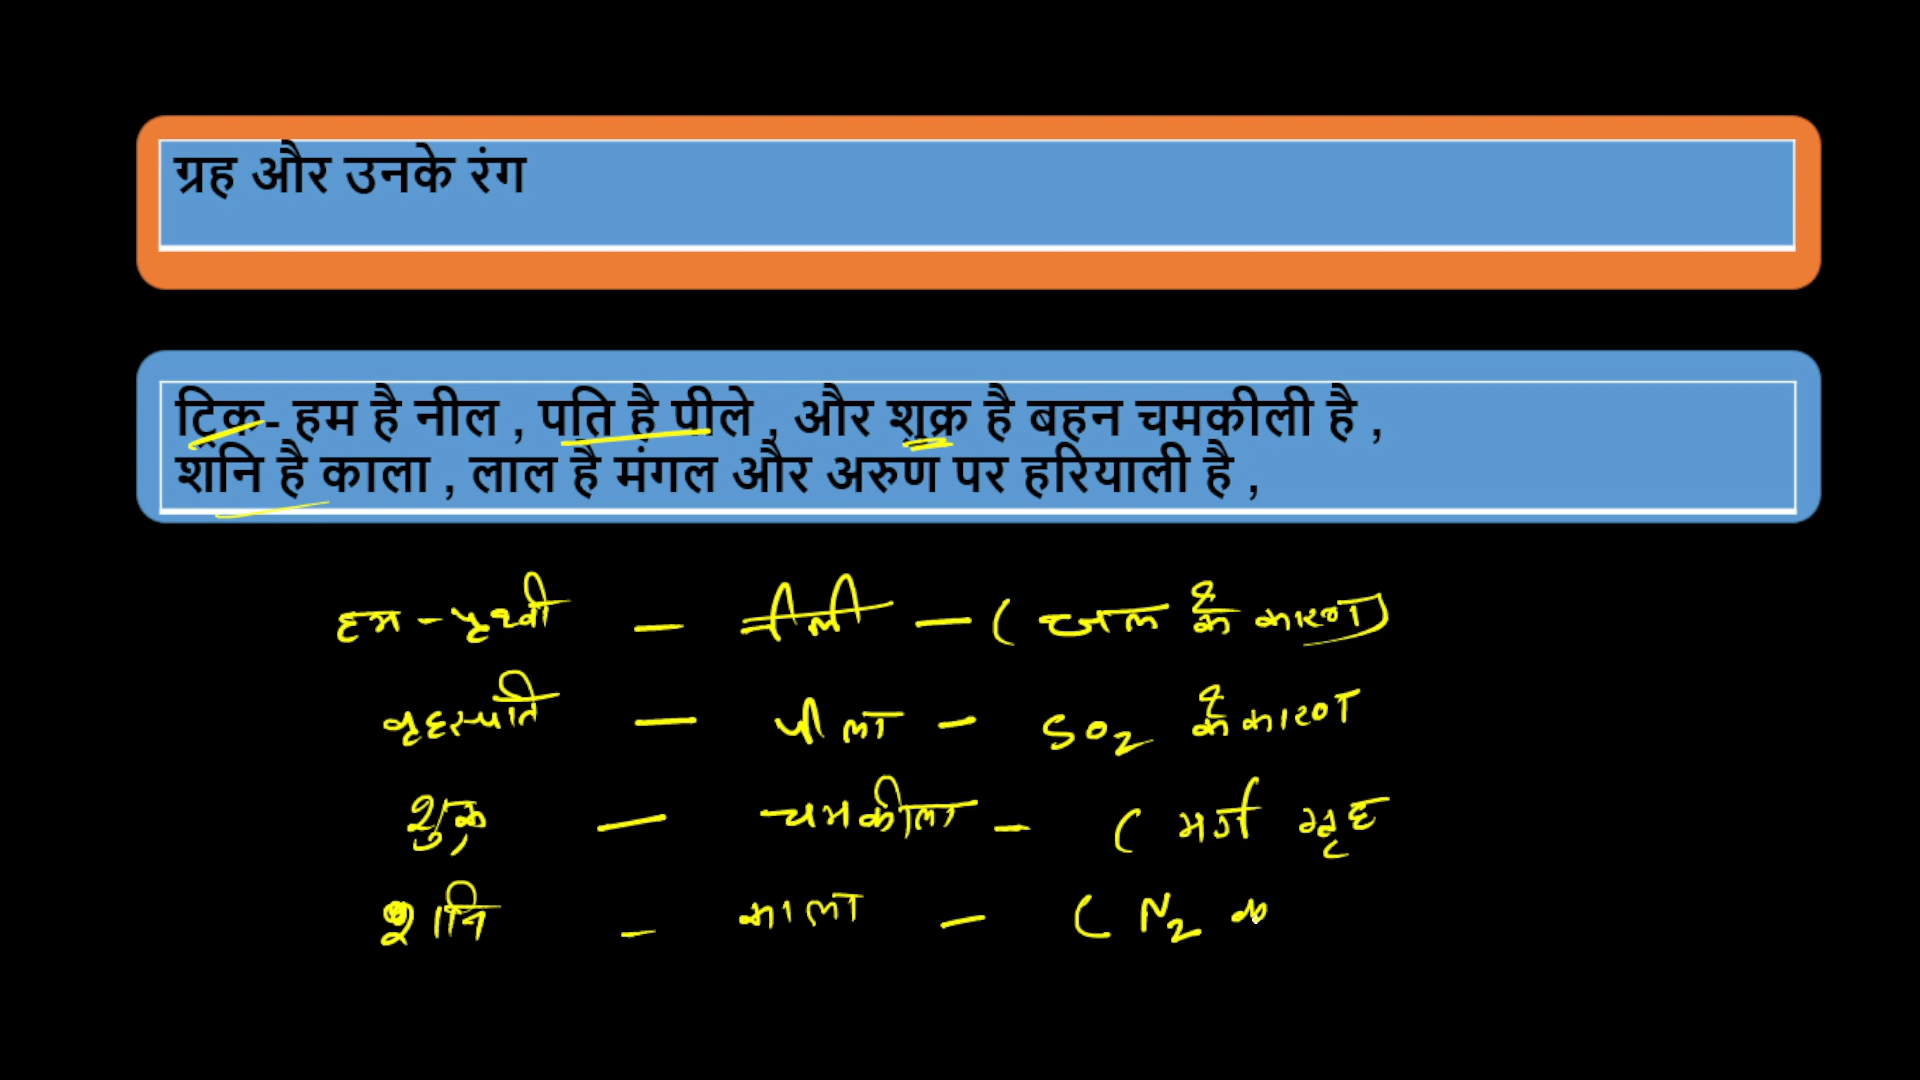 ग्रह और उनके रंग
ट्रिक- हम है नील , पति है पीले , और शुक्र है बहन चमकीली है ,
शनि है काला , लाल है मंगल और अरुण पर हरियाली है ,
हम - पृथ्वी — नीली — ( जल के कारण )
बृहस्पति — पीला - SO2 के कारण
शुक्र — चमकीला - (
शनि - काला - ( N2 क